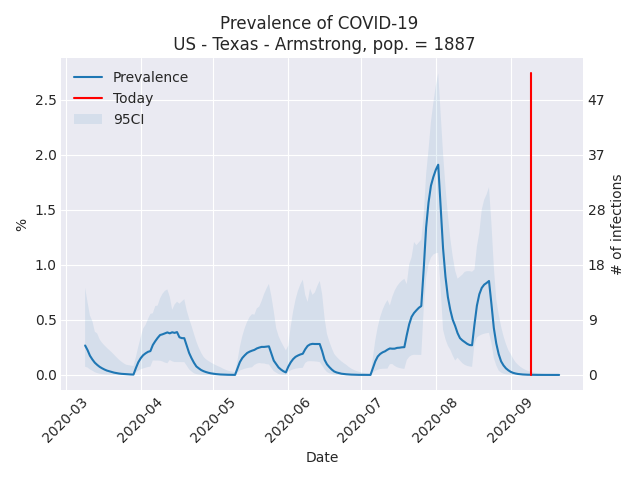 Prevalence of COVID-19
US - Texas - Armstrong, pop. = 1887
Prevalence
Today
95CI
2.5
2.0
1.5
1.0
0.5
0.0
%
47
37
28
18
9
0
# of infections
2020-03
2020-04
2020-05
2020-06
2020-07
2020-08
2020-09
Date